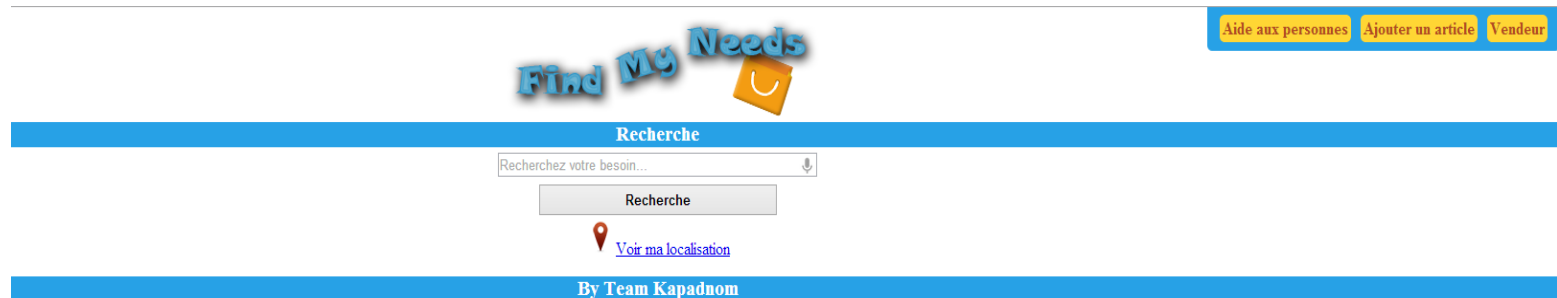 Find My Needs
Aide aux personnes Ajouter un article Vendeur
Recherche
Recherchez votre besoin...
Recherche
Voir ma localisation
By Team Kapadnom